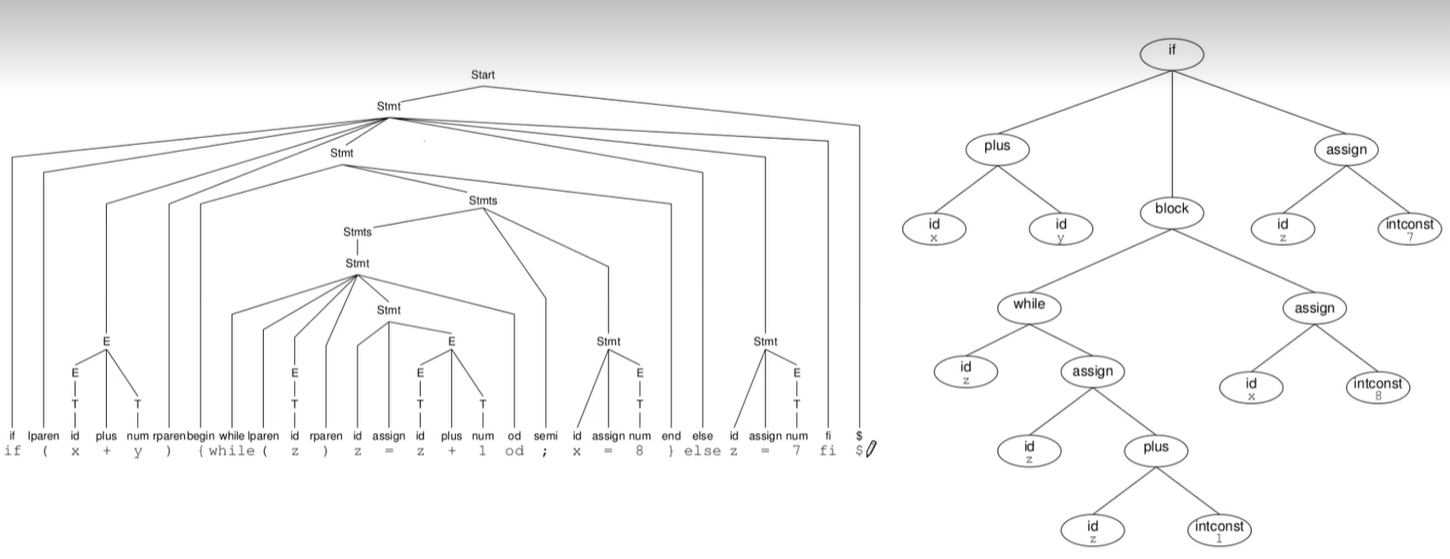 Start
Stmt
Stmt
Stmts
Stmts
Stmt
Stmt
E E Stmt Stmt
E E E E E
T T T T T T T
if lparen id plus num rparen begin while lparen id rparen id assign id plus num od semi id assign num end else id assign num fi $
if ( x + y ) { while ( z ) z = z + 1 od ; x = 8 } else z = 7 fi $
if
plus assign
block
id id id intconst
x y z 7
while assign
id assign id intconst
z x 8
id plus
z
id intconst
z 1